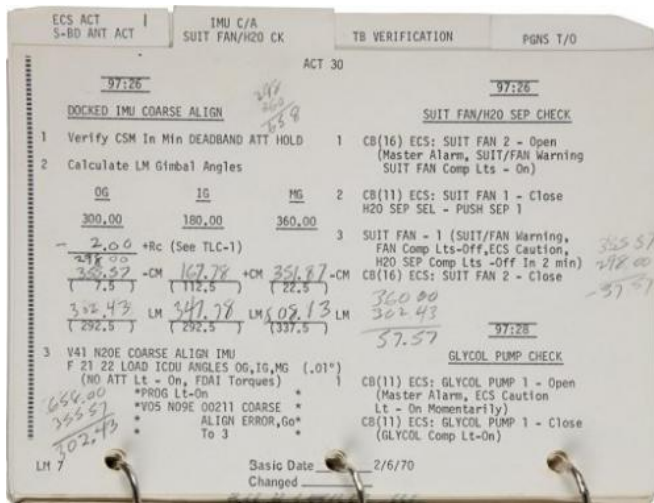 ECS ACT
S-BD ANT ACT
IMU C/A
SUIT FAN/H2O CK
TB VERIFICATION
PGNS T/O
ACT 30
97:26
DOCKED IMU COARSE ALIGN
298
360
658
1 Verify CSM In Min DEADBAND ATT HOLD
2 Calculate LM Gimbal Angles
OG IG MG
300.00 180.00 360.00
- 2.00 +Rc (See TLC-1)
298 00
355.57 -CM 167.78 +CM 351.87 -CM
( 7.5 ) ( 112.5 ) ( 22.5 )
302.43 LM 347.78 LM 008.13 LM
( 292.5 ) ( 292.5 ) (337.5 )
3 V41 N20E COARSE ALIGN IMU
F 21 22 LOAD ICDU ANGLES OG,IG,MG (.01°)
(NO ATT Lt - On, FDAI Torques)
*PROG Lt-On *
*V05 N09E 00211 COARSE *
* ALIGN ERROR,Go*
* To 3 *
658.00
355 57
302.43
97:26
SUIT FAN/H2O SEP CHECK
1 CB(16) ECS: SUIT FAN 2 - Open
(Master Alarm, SUIT/FAN Warning
SUIT FAN Comp Lts - On)
2 CB(11) ECS: SUIT FAN 1 - Close
H2O SEP SEL - PUSH SEP 1
3 SUIT FAN - 1 (SUIT/FAN Warning,
FAN Comp Lts-Off,ECS Caution,
H2O SEP Comp Lts -Off In 2 min)
CB(16) ECS: SUIT FAN 2 - Close
355 57
298 00
360 00
302.43
57.57
97:28
GLYCOL PUMP CHECK
1 CB(11) ECS: GLYCOL PUMP 1 - Open
(Master Alarm, ECS Caution
Lt - On Momentarily)
CB(11) ECS: GLYCOL PUMP 1 - Close
(GLYCOL Comp Lt-On)
LM 7
Basic Date 2/6/70
Changed